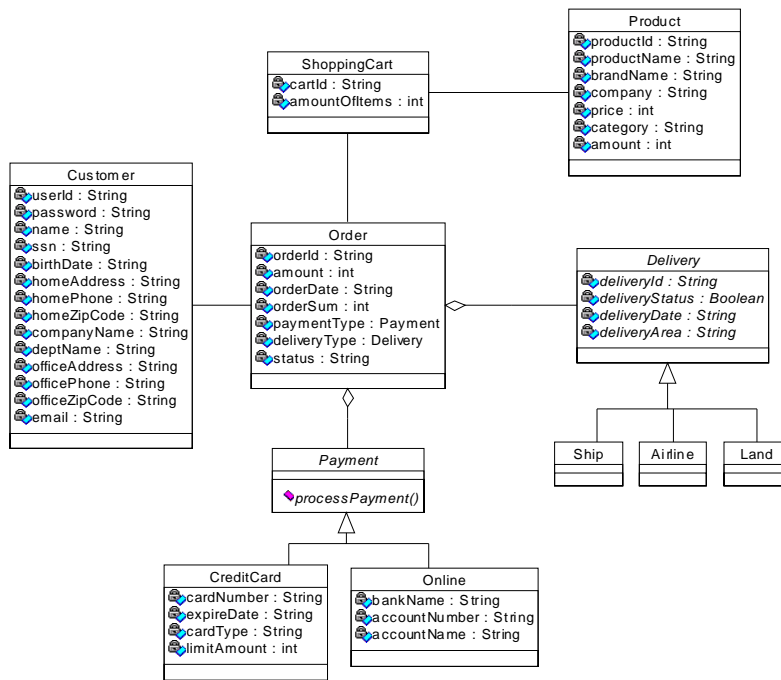 Product
productId : String
productName : String
brandName : String
company : String
price : int
category : String
amount : int
ShoppingCart
cartId : String
amountOfItems : int
Customer
userId : String
password : String
name : String
ssn : String
birthDate : String
homeAddress : String
homePhone : String
homeZipCode : String
companyName : String
deptName : String
officeAddress : String
officePhone : String
officeZipCode : String
email : String
Order
orderId : String
amount : int
orderDate : String
orderSum : int
paymentType : Payment
deliveryType : Delivery
status : String
Delivery
deliveryId : String
deliveryStatus : Boolean
deliveryDate : String
deliveryArea : String
Ship
Airline
Land
Payment
processPayment()
CreditCard
cardNumber : String
expireDate : String
cardType : String
limitAmount : int
Online
bankName : String
accountNumber : String
accountName : String